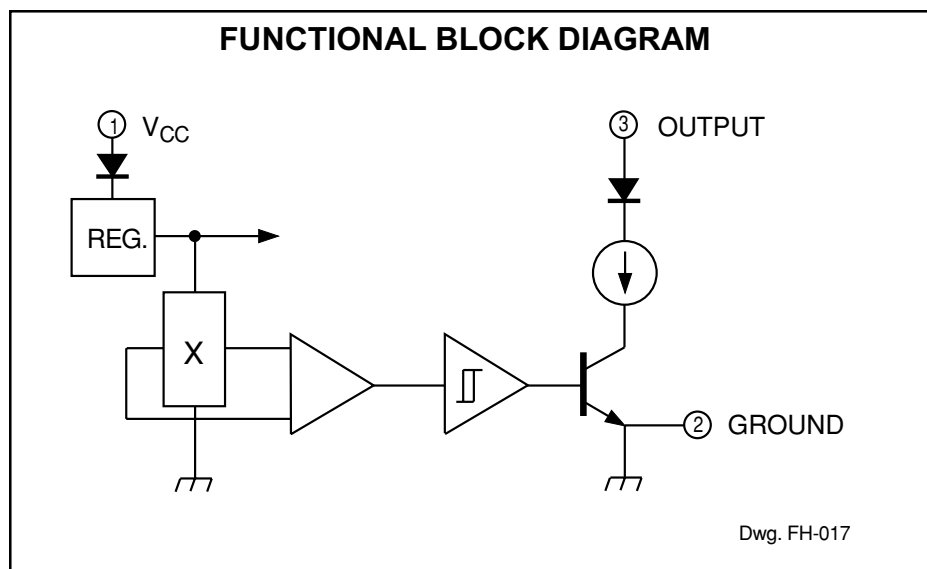 FUNCTIONAL BLOCK DIAGRAM
1 VCC
3 OUTPUT
REG.
X
2 GROUND
Dwg. FH-017